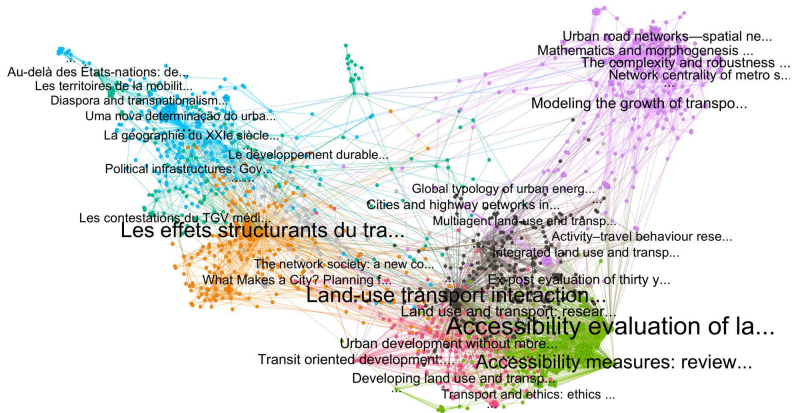 Urban road networks—spatial ne...
Mathematics and morphogenesis ...
The complexity and robustness ...
Network centrality of metro s...
...
Modeling the growth of transpo...
...
Au-delà des Etats-nations: de...
Les territoires de la mobilit...
Diaspora and transnationalism...
Uma nova determinação do urba...
La géographie du XXIe siècle...
Le développement durable...
Political infrastructures: Gov...
......
Les contestations du TGV médi...
Les effets structurants du tra...
Global typology of urban energ...
Cities and highway networks in...
...
Multiagent land-use and transp...
Activity–travel behaviour rese...
Integrated land use and transp...
The network society: a new co...
What Makes a City? Planning f...
Ex-post evaluation of thirty y...
Land-use transport interaction...
Land use and transport: resear...
Accessibility evaluation of la...
Urban development without more...
Transit oriented development:...
Accessibility measures: review...
Developing land use and transp...
...
Transport and ethics: ethics ...
...